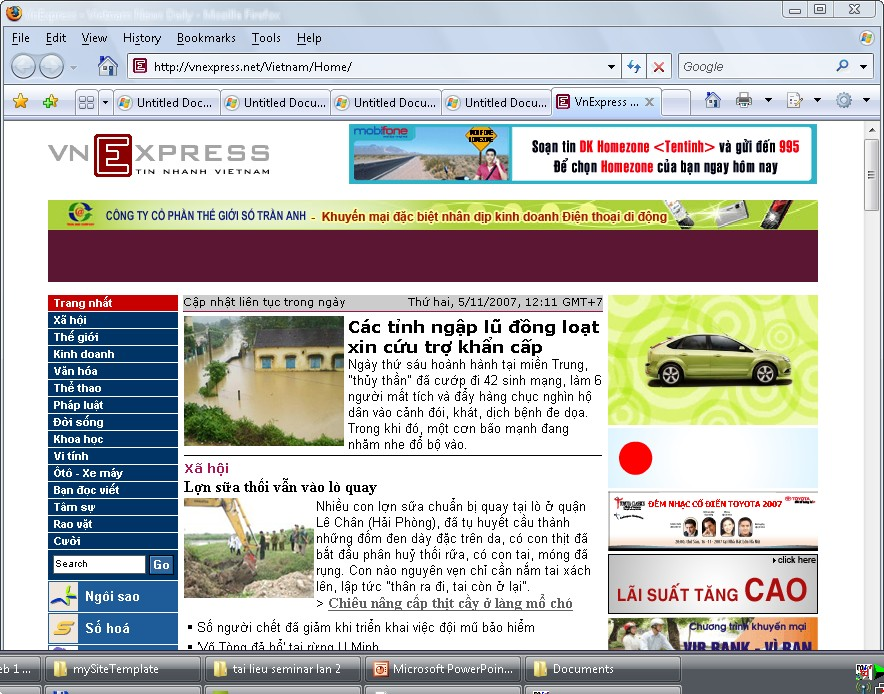 Vietnam News Daily - Mozilla Firefox
File Edit View History Bookmarks Tools Help
http://vnexpress.net/Vietnam/Home/
Google
Untitled Doc...
Untitled Docu...
Untitled Docu...
Untitled Docu...
VnExpress ...
VNEXPRESS
TIN NHANH VIETNAM
mobifone
Soạn tin DK Homezone <Tentinh> và gửi đến 995
Để chọn Homezone của bạn ngay hôm nay
CÔNG TY CỔ PHẦN THẾ GIỚI SỐ TRẦN ANH - Khuyến mại đặc biệt nhân dịp kinh doanh Điện thoại di động
Trang nhất
Xã hội
Thế giới
Kinh doanh
Văn hóa
Thể thao
Pháp luật
Đời sống
Khoa học
Vi tính
Ôtô - Xe máy
Bạn đọc viết
Tâm sự
Rao vặt
Cười
Search Go
Ngôi sao
Số hoá
Cập nhật liên tục trong ngày
Thứ hai, 5/11/2007, 12:11 GMT+7
Các tỉnh ngập lũ đồng loạt
xin cứu trợ khẩn cấp
Ngày thứ sáu hoành hành tại miền Trung,
"thủy thần" đã cướp đi 42 sinh mạng, làm 6
người mất tích và đẩy hàng chục nghìn hộ
dân vào cảnh đói, khát, dịch bệnh đe dọa.
Trong khi đó, một cơn bão mạnh đang
nhăm nhe đổ bộ vào.
Xã hội
Lợn sữa thối vẫn vào lò quay
Nhiều con lợn sữa chuẩn bị quay tại lò ở quận
Lê Chân (Hải Phòng), đã tụ huyết cầu thành
những đốm đen dày đặc trên da, có con thịt đã
bắt đầu phân huỷ thối rữa, có con tai, móng đã
rụng. Con nào nguyên vẹn chỉ cần nắm tai xách
lên, lập tức "thân ra đi, tai còn ở lại".
> Chiêu nâng cấp thịt cầy ở làng mổ chó
Số người chết đã giảm khi triển khai việc đội mũ bảo hiểm
'Võ Tòng đả hổ' tại rừng U Minh
ĐÊM NHẠC CỔ ĐIỂN TOYOTA 2007
TOYOTA
click here
LÃI SUẤT TĂNG CAO
Chương trình khuyến mại
VIB BANK - VÌ BẠN
eb 1 ...
mySiteTemplate
tai lieu seminar lan 2
Microsoft PowerPoin...
Documents